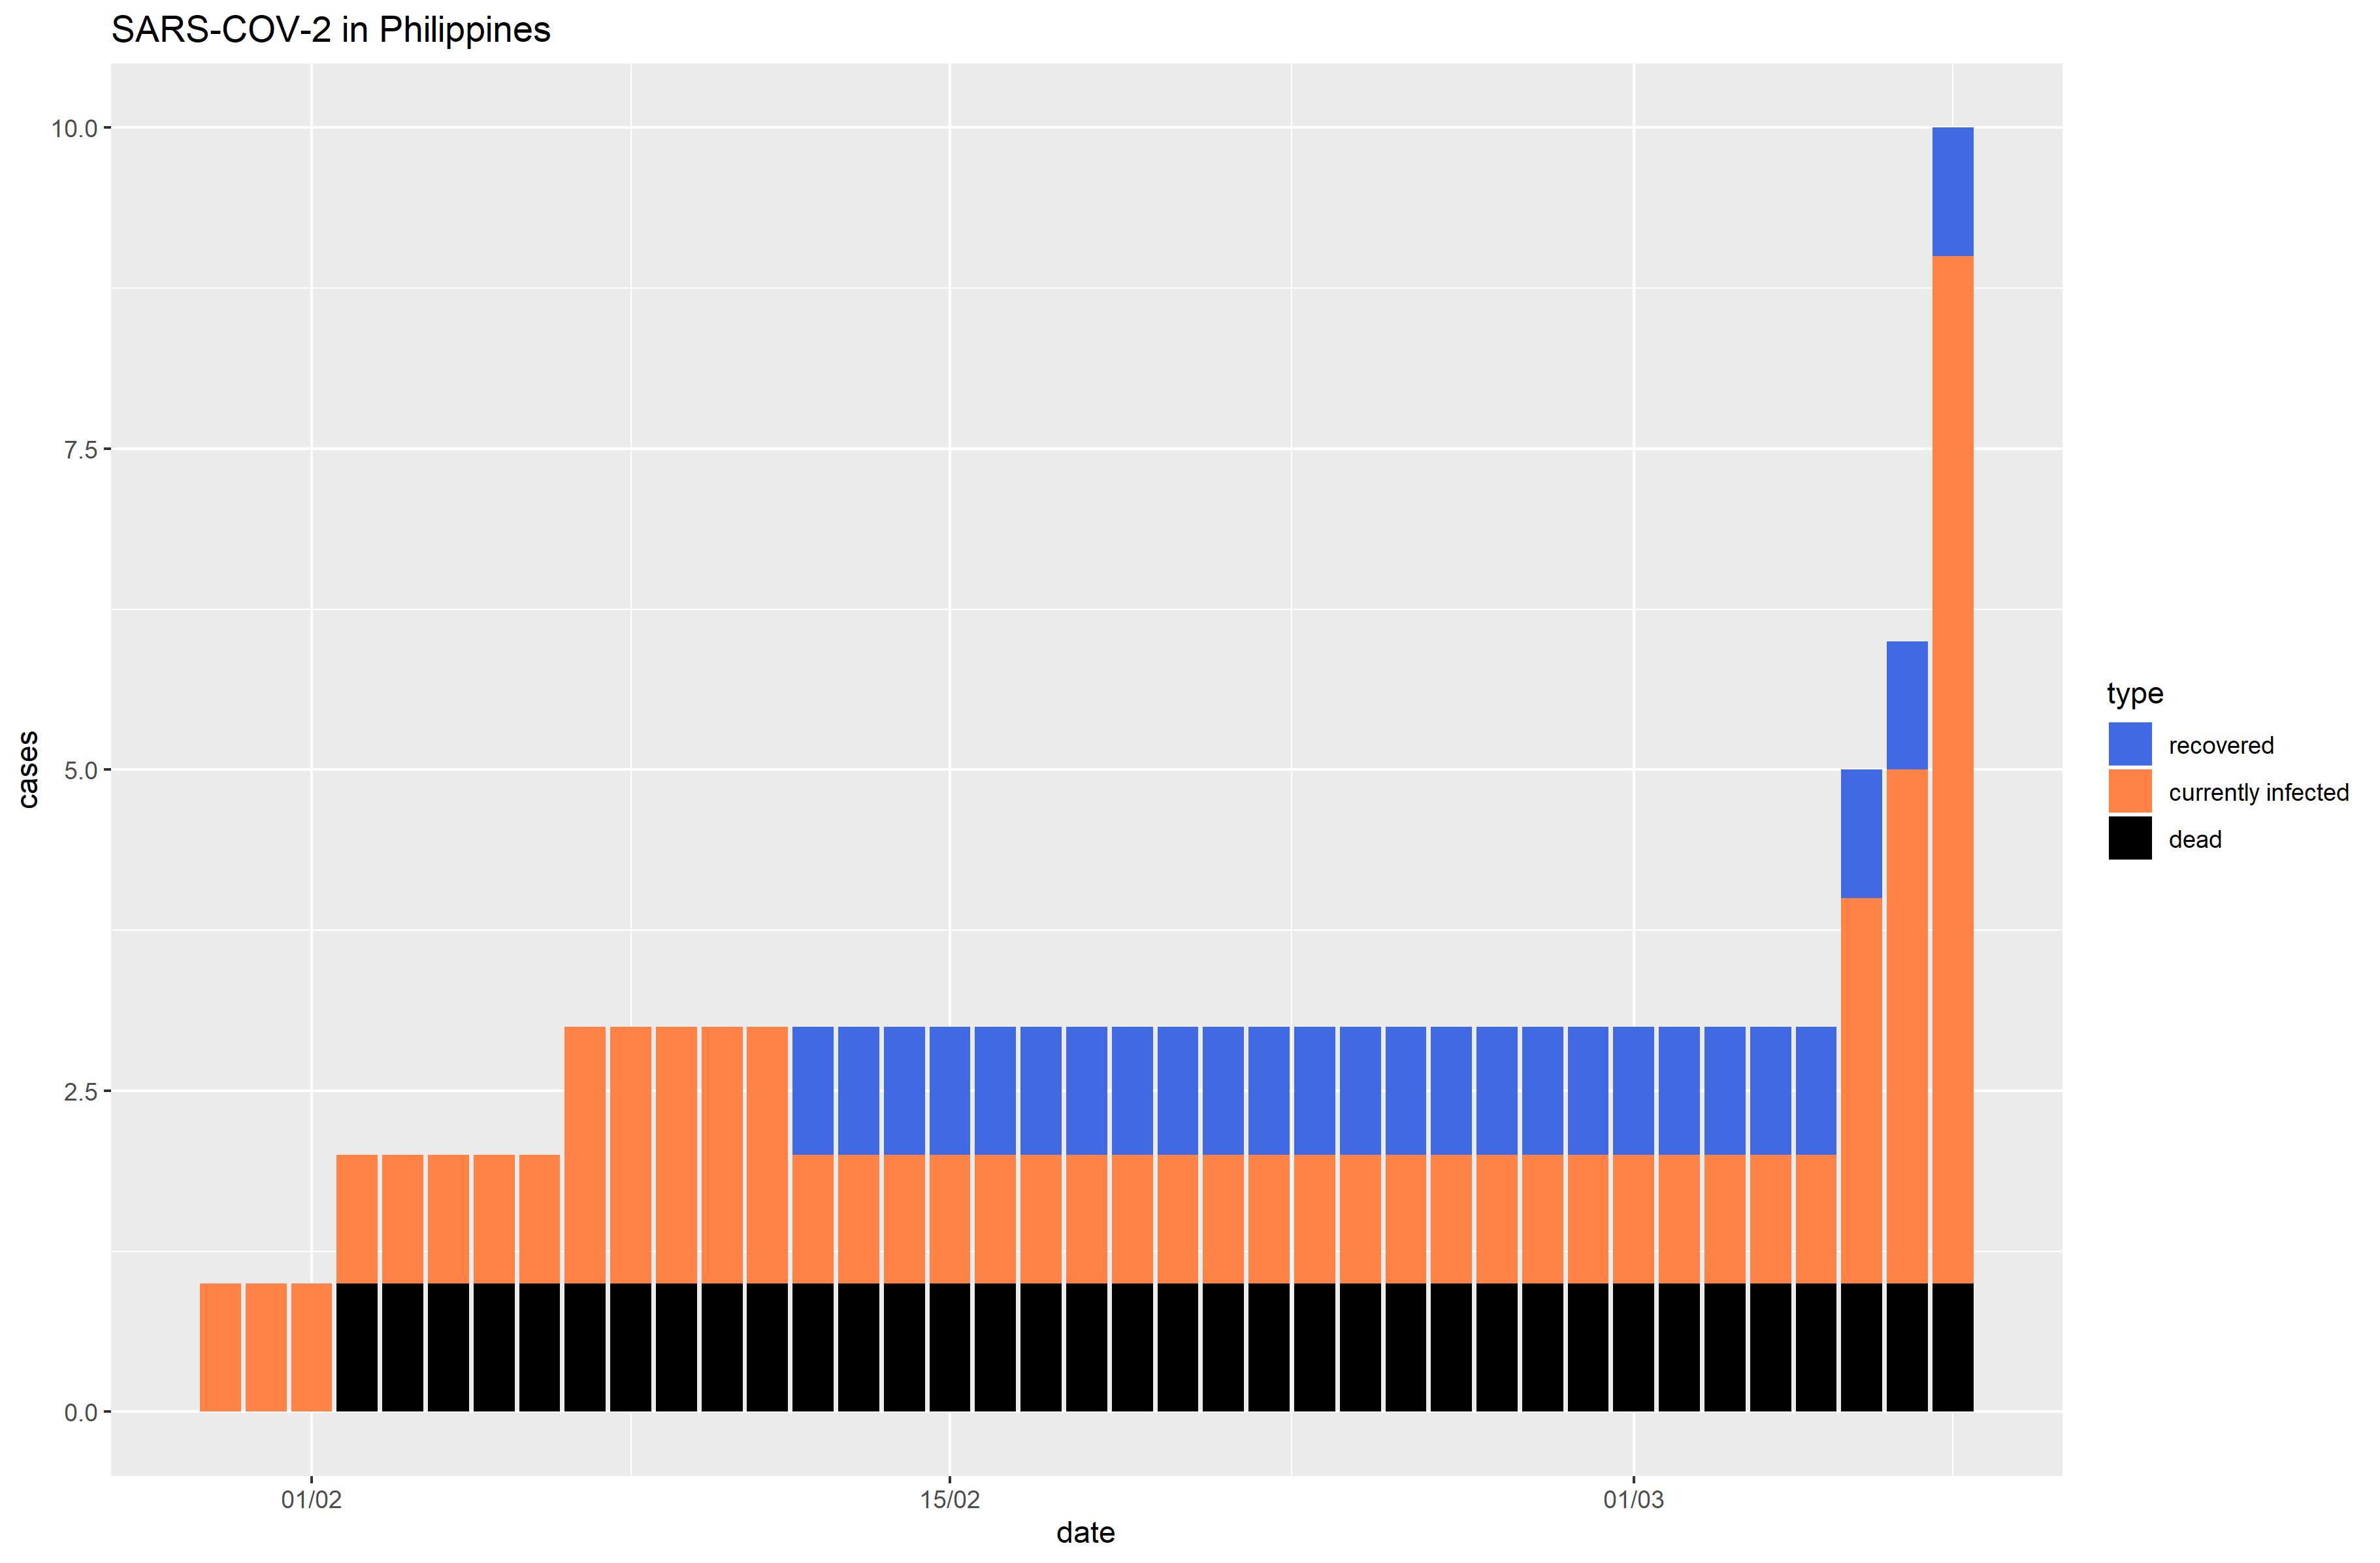 SARS-COV-2 in Philippines
10.0
7.5
5.0
2.5
0.0
cases
01/02
15/02
01/03
date
type
recovered
currently infected
dead